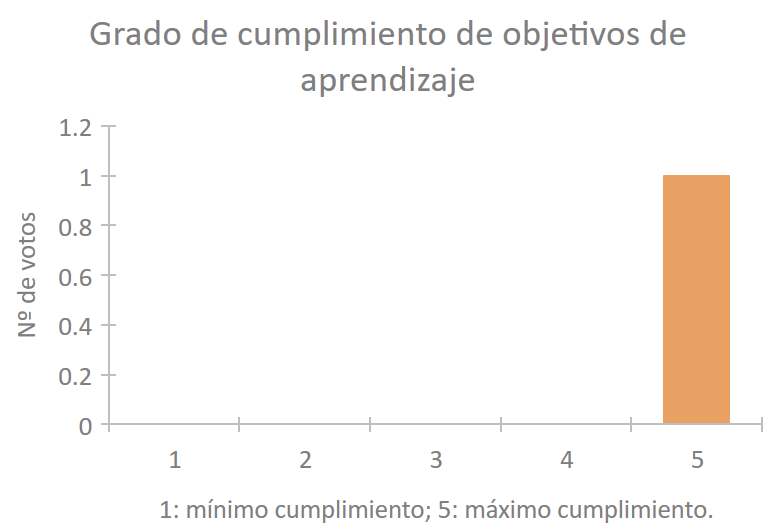 Grado de cumplimiento de objetivos de
aprendizaje
1.2
1
0.8
0.6
0.4
0.2
0
Nº de votos
1 2 3 4 5
1: mínimo cumplimiento; 5: máximo cumplimiento.